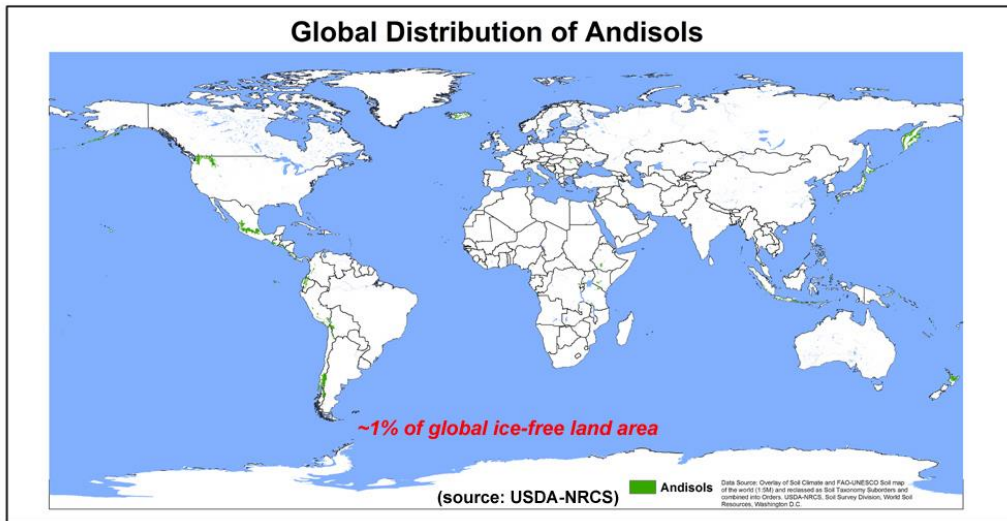 Global Distribution of Andisols
~1% of global ice-free land area
(source: USDA-NRCS)
Andisols
Data Source: Overlay of Soil Climate and FAO-UNESCO Soil map
of the world (1:5M) and reclassed as Soil Taxonomy Suborders and
combined into Orders. USDA-NRCS, Soil Survey Division, World Soil
Resources, Washington D.C.